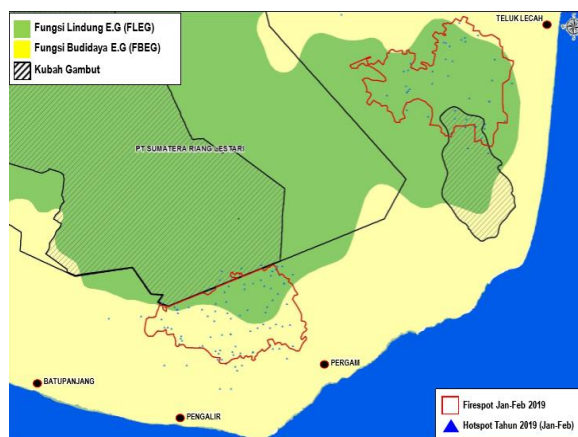 Fungsi Lindung E.G (FLEG)
Fungsi Budidaya E.G (FBEG)
Kubah Gambut
TELUK LECAH
PT SUMATERA RIANG LESTARI
PERGAM
BATUPANJANG
PENGALIR
Firespot Jan-Feb 2019
Hotspot Tahun 2019 (Jan-Feb)